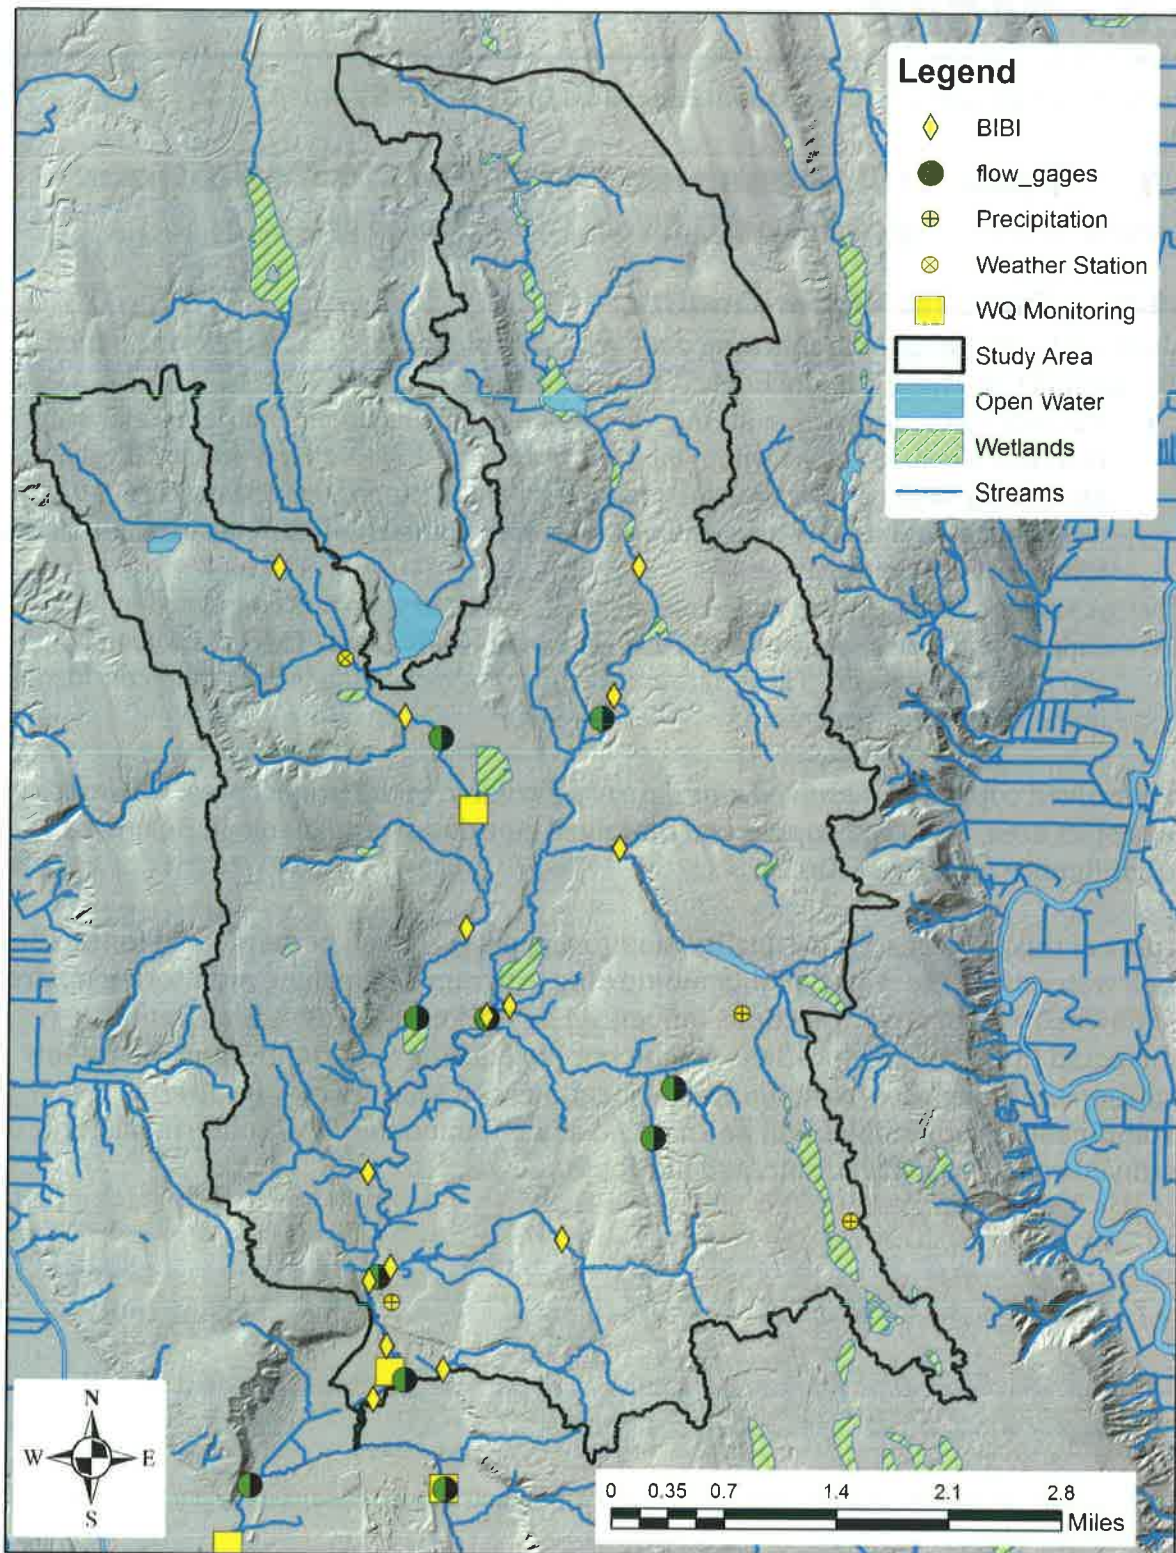 Legend
BIBI
flow_gages
Precipitation
Weather Station
WQ Monitoring
Study Area
Open Water
Wetlands
Streams
N
W E
S
0 0.35 0.7 1.4 2.1 2.8
Miles